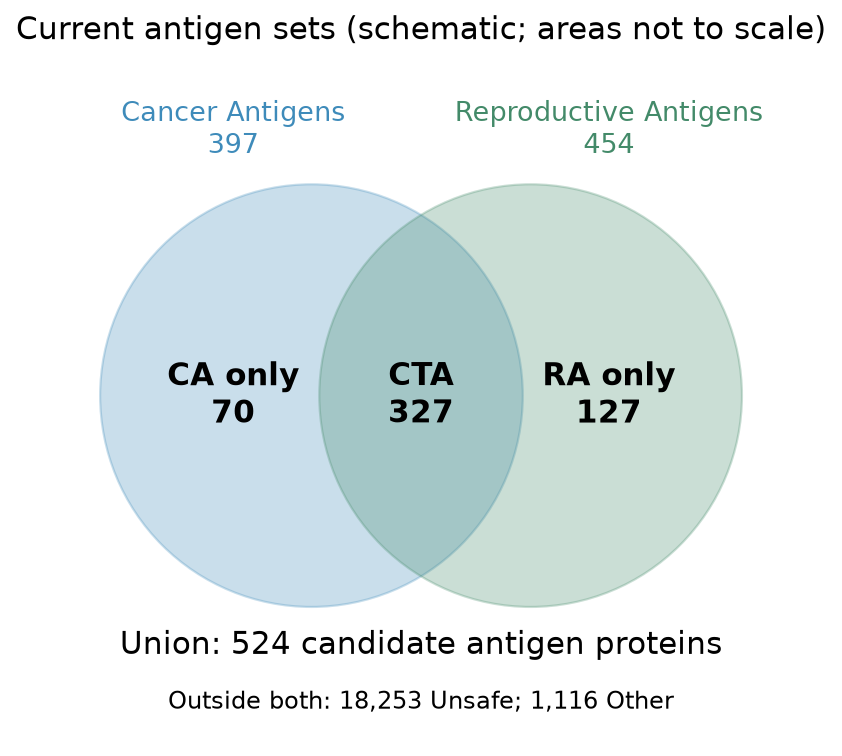 Current antigen sets (schematic; areas not to scale)
Cancer Antigens
397
Reproductive Antigens
454
CA only
70
CTA
327
RA only
127
Union: 524 candidate antigen proteins
Outside both: 18,253 Unsafe; 1,116 Other